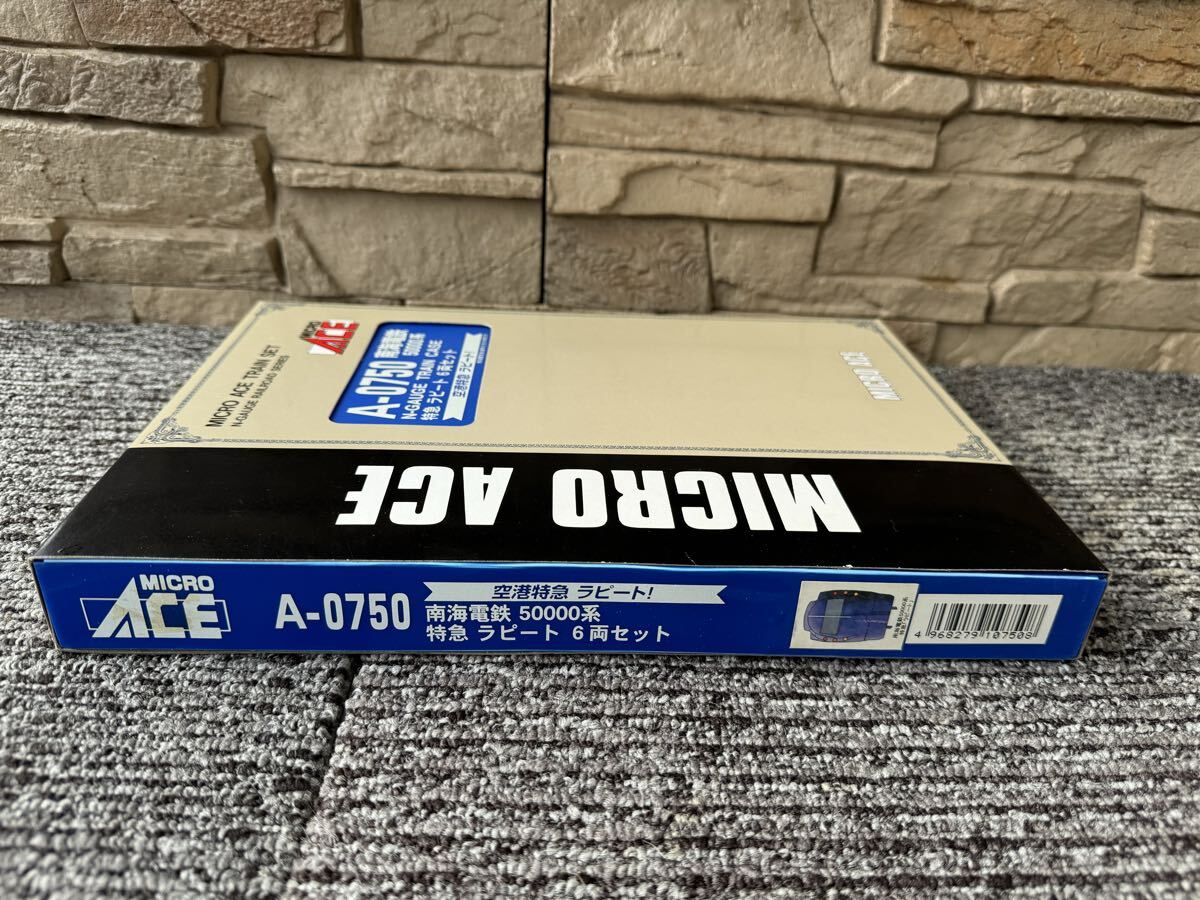 MICRO
ACE
MICRO ACE TRAIN SET
N-GAUGE RAILROAD SERIES
A-0750 南海電鉄
50000系
N-GAUGE TRAIN CASE
特急 ラピート 6両セット
空港特急 ラピート!
MICRO ACE
MICRO ACE
MICRO
ACE
A-0750
空港特急 ラピート!
南海電鉄 50000系
特急 ラピート 6両セット
4 968279 107508